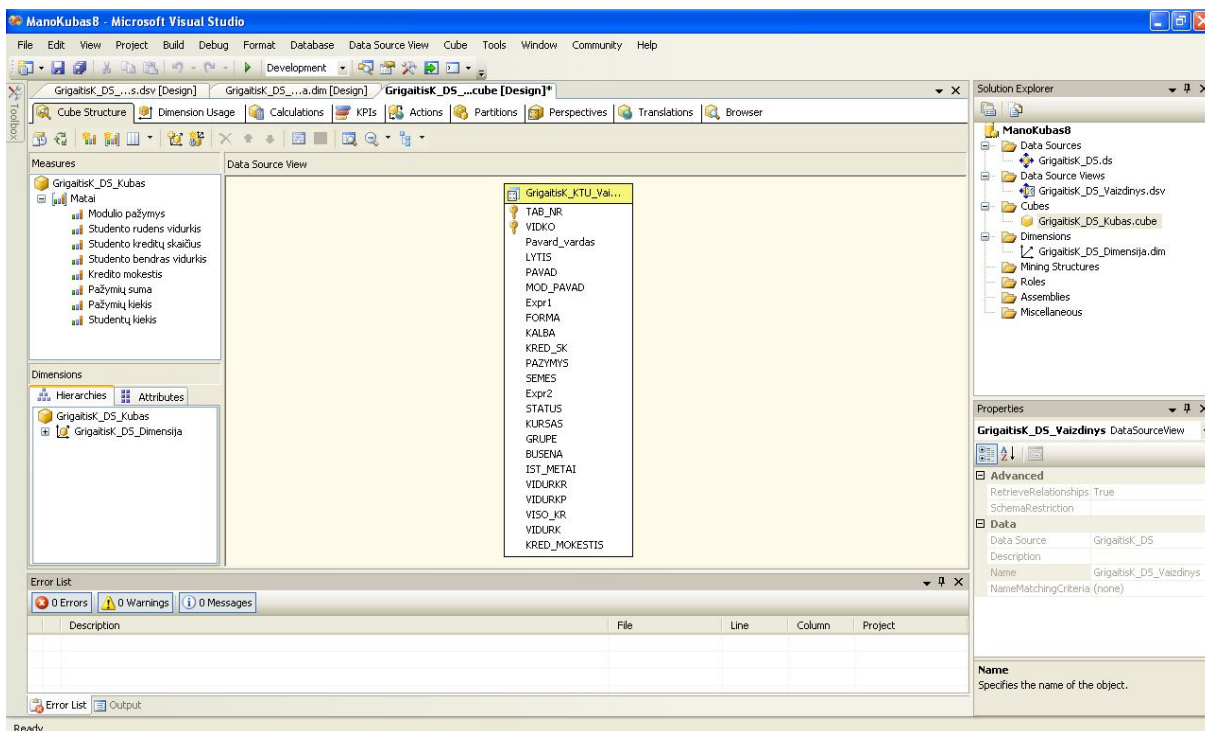 ManoKubas8 - Microsoft Visual Studio
File Edit View Project Build Debug Format Database Data Source View Cube Tools Window Community Help
Development
Toolbox
GrigaitisK_DS_...s.dsv [Design] GrigaitisK_DS_...a.dim [Design] GrigaitisK_DS_...cube [Design]*
Cube Structure Dimension Usage Calculations KPIs Actions Partitions Perspectives Translations Browser
Measures
GrigaitisK_DS_Kubas
Matai
Modulio pažymys
Studento rudens vidurkis
Studento kreditų skaičius
Studento bendras vidurkis
Kredito mokestis
Pažymių suma
Pažymių kiekis
Studentų kiekis
Dimensions
Hierarchies Attributes
GrigaitisK_DS_Kubas
GrigaitisK_DS_Dimensija
Data Source View
GrigaitisK_KTU_Vai...
TAB_NR
VIDKO
Pavard_vardas
LYTIS
PAVAD
MOD_PAVAD
Expr1
FORMA
KALBA
KRED_SK
PAZYMYS
SEMES
Expr2
STATUS
KURSAS
GRUPE
BUSENA
IST_METAI
VIDURKR
VIDURKP
VISO_KR
VIDURK
KRED_MOKESTIS
Error List
0 Errors 0 Warnings 0 Messages
Description File Line Column Project
Error List Output
Ready
Solution Explorer
ManoKubas8
Data Sources
GrigaitisK_DS.ds
Data Source Views
GrigaitisK_DS_Vaizdinys.dsv
Cubes
GrigaitisK_DS_Kubas.cube
Dimensions
GrigaitisK_DS_Dimensija.dim
Mining Structures
Roles
Assemblies
Miscellaneous
Properties
GrigaitisK_DS_Vaizdinys DataSourceView
Advanced
RetrieveRelationships True
SchemaRestriction
Data
Data Source GrigaitisK_DS
Description
Name GrigaitisK_DS_Vaizdinys
NameMatchingCriteria (none)
Name
Specifies the name of the object.